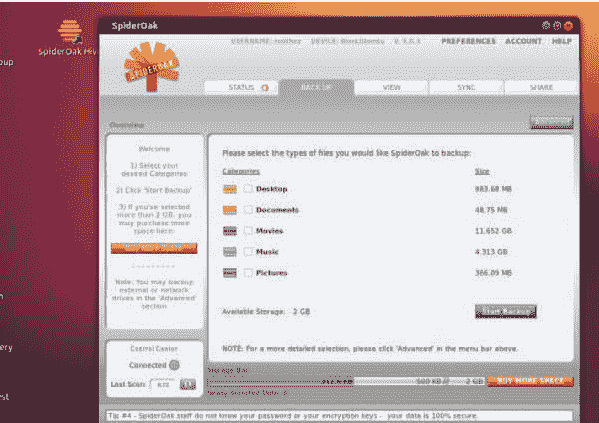 SpiderOak
SpiderOak Hiv
oup
PREFERENCES ACCOUNT HELP
SPIDEROAK
STATUS
BACK UP
VIEW
SYNC
SHARE
Overview
Welcome
1) Select your
desired Categories
2) Click 'Start Backup'
3) If you've selected
more than 2 GB, you
may purchase more
space here:
Note: You may backup
external or network
drives in the 'Advanced'
section
Please select the types of files you would like SpiderOak to backup:
Categories Size
Desktop 983.68 MB
Documents 48.75 MB
Movies 11.652 GB
Music 4.313 GB
Pictures 366.09 MB
Available Storage: 2 GB
Start Backup
NOTE: For a more detailed selection, please click 'Advanced' in the menu bar above.
Control Center
Connected
Last Scan:
Storage Bar
2 GB
BUY MORE SPACE
ery
est
Tip #4 - SpiderOak staff do not know your password or your encryption keys - your data is 100% secure.